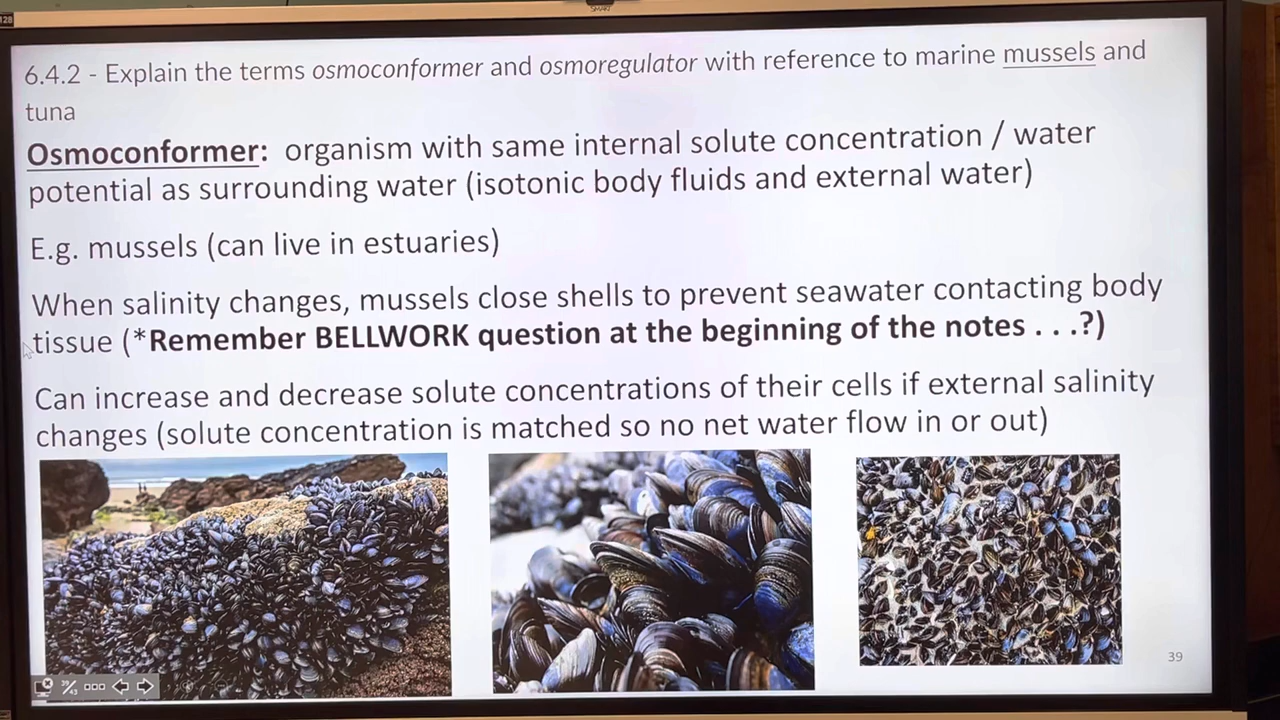 128
SMART
6.4.2 - Explain the terms osmoconformer and osmoregulator with reference to marine mussels and
tuna
Osmoconformer: organism with same internal solute concentration / water
potential as surrounding water (isotonic body fluids and external water)
E.g. mussels (can live in estuaries)
When salinity changes, mussels close shells to prevent seawater contacting body
tissue (*Remember BELLWORK question at the beginning of the notes . . .?)
Can increase and decrease solute concentrations of their cells if external salinity
changes (solute concentration is matched so no net water flow in or out)
39
39/43